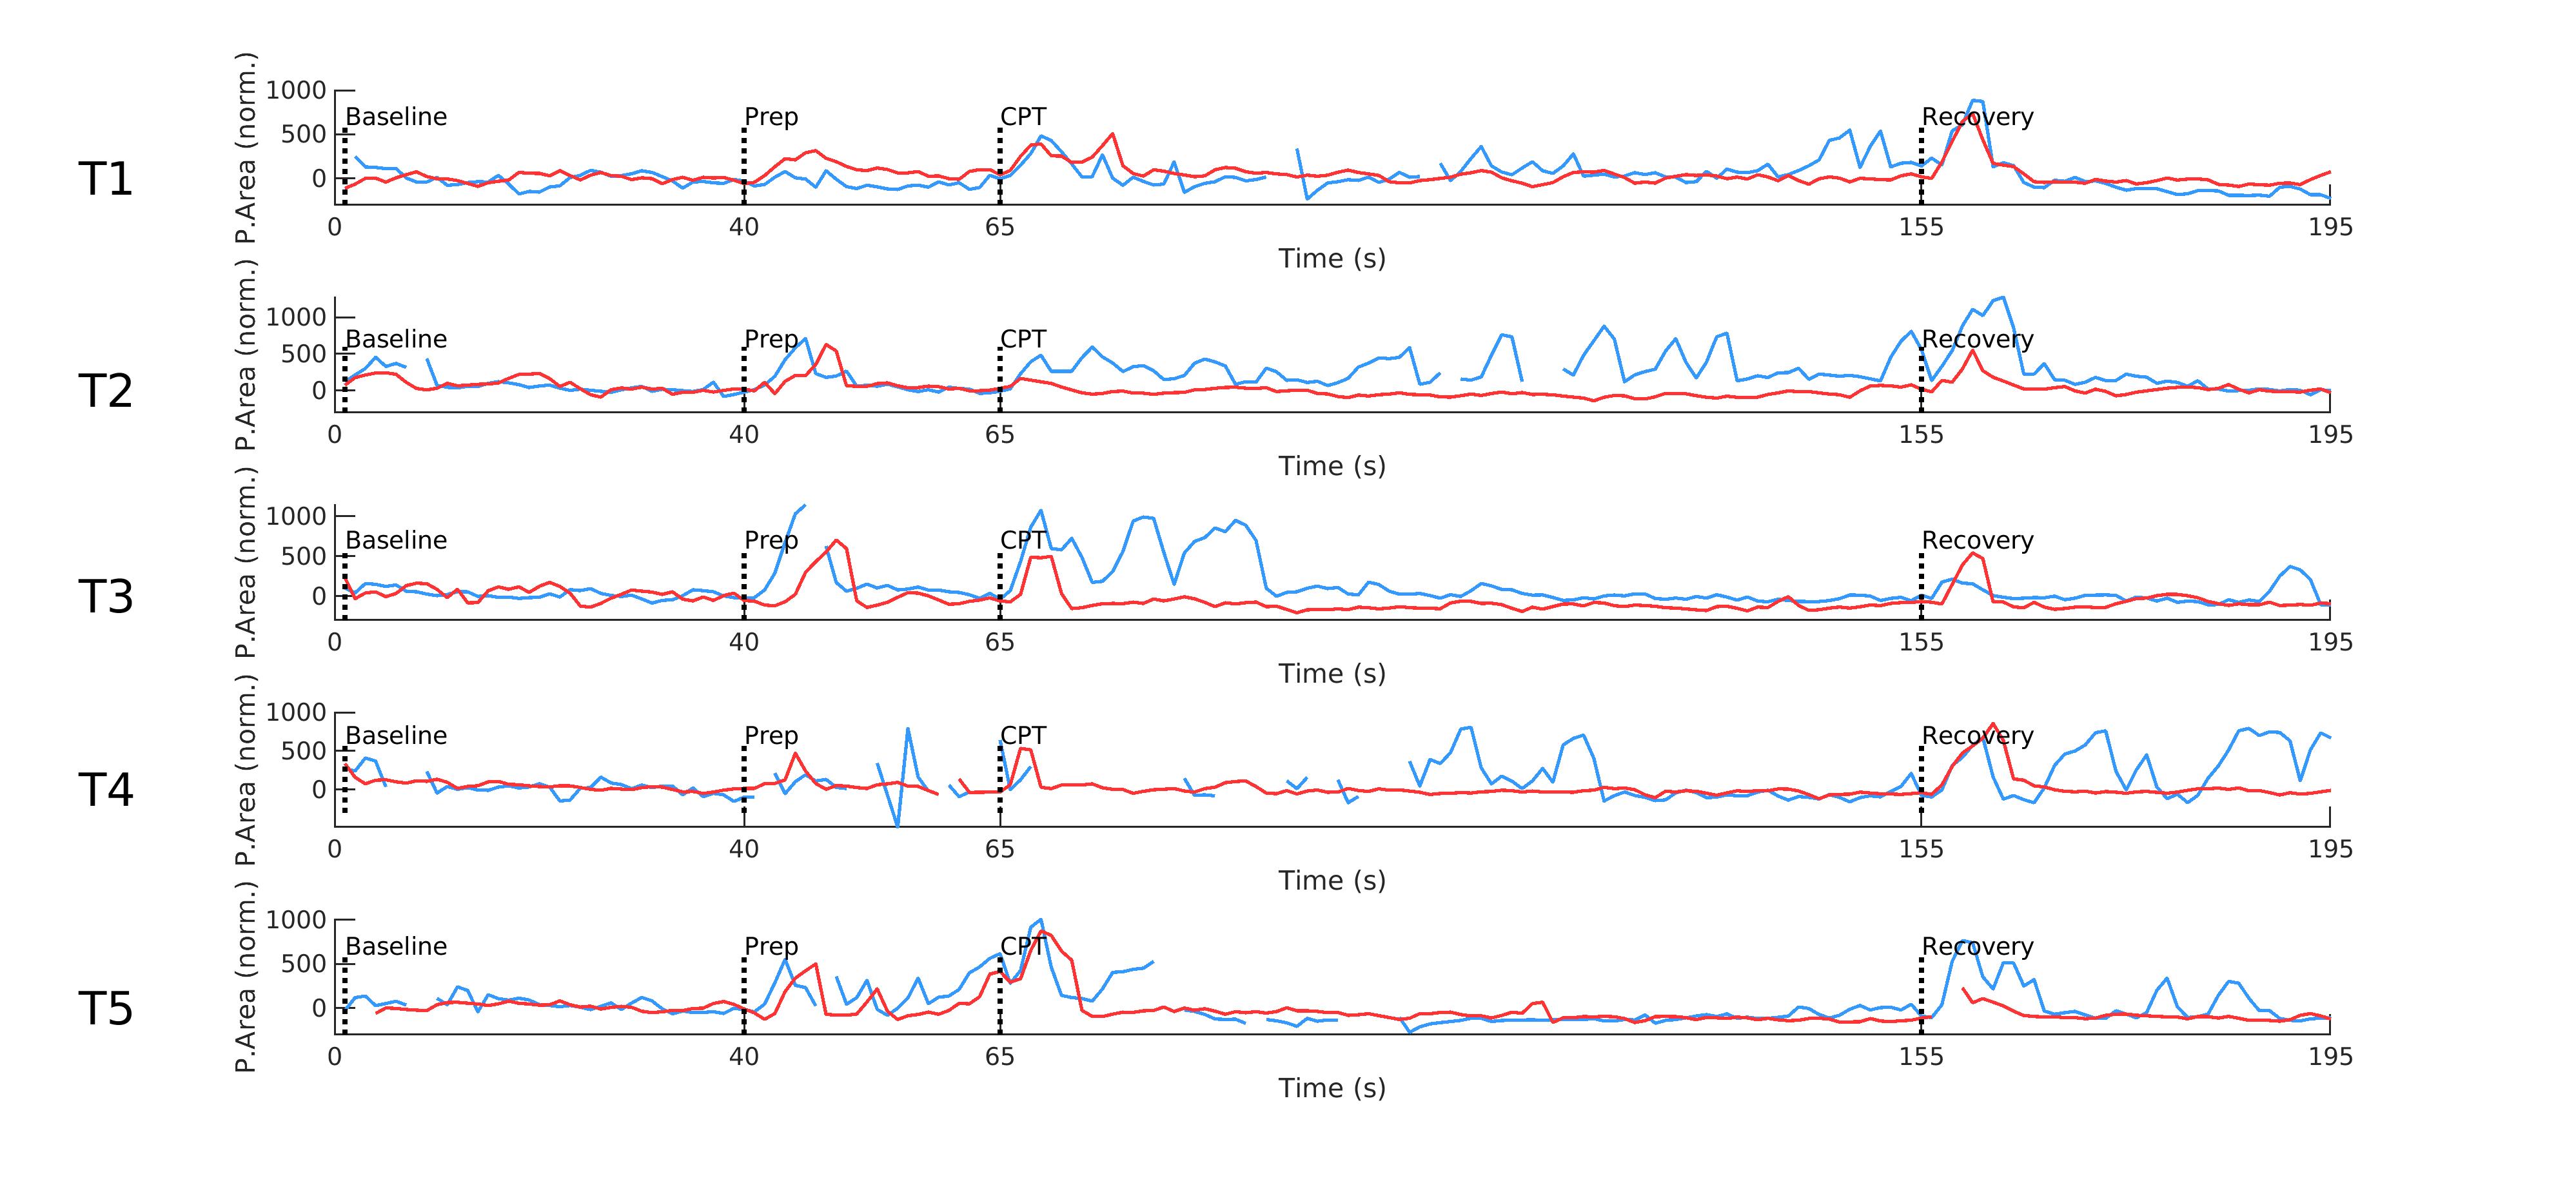 T1
P.Area (norm.)
1000
500
0
Baseline
Prep
CPT
Recovery
0 40 65 155 195
Time (s)
T2
P.Area (norm.)
1000
500
0
Baseline
Prep
CPT
Recovery
0 40 65 155 195
Time (s)
T3
P.Area (norm.)
1000
500
0
Baseline
Prep
CPT
Recovery
0 40 65 155 195
Time (s)
T4
P.Area (norm.)
1000
500
0
Baseline
Prep
CPT
Recovery
0 40 65 155 195
Time (s)
T5
P.Area (norm.)
1000
500
0
Baseline
Prep
CPT
Recovery
0 40 65 155 195
Time (s)